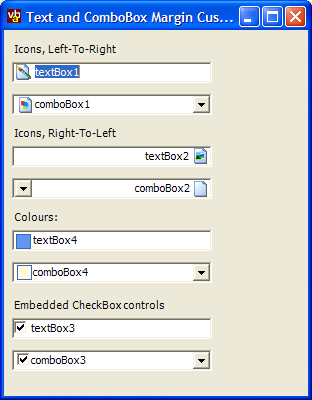 Text and ComboBox Margin Cus...
Icons, Left-To-Right
textBox1
comboBox1
Icons, Right-To-Left
textBox2
comboBox2
Colours:
textBox4
comboBox4
Embedded CheckBox controls
textBox3
comboBox3